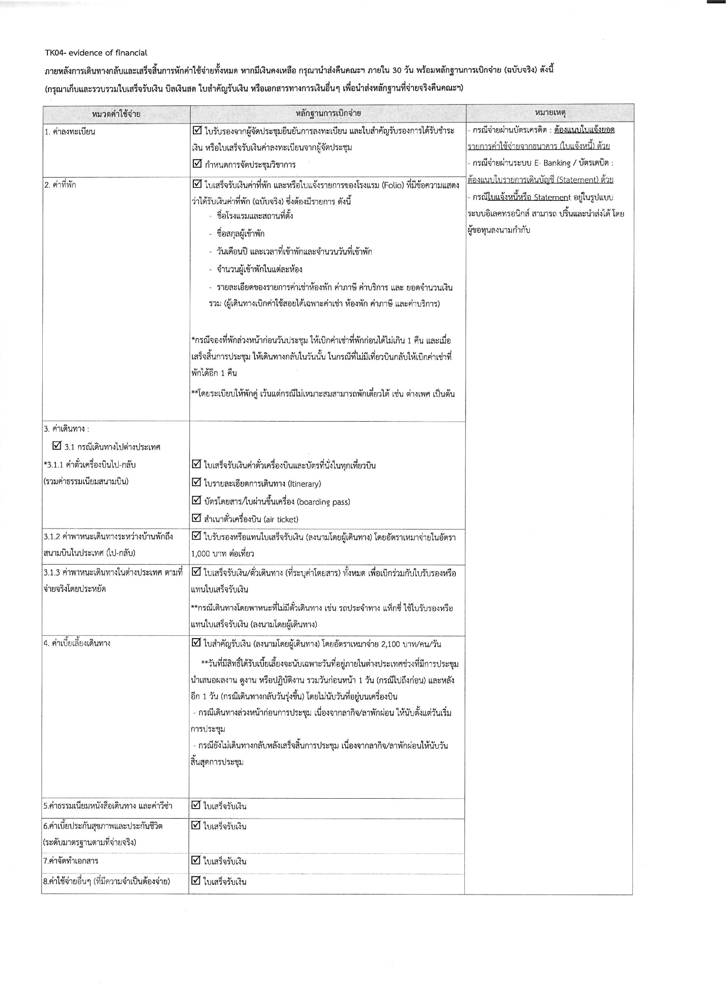 TK04- evidence of financial
ภายหลังการเดินทางกลับและเสร็จสิ้นการหักค่าใช้จ่ายทั้งหมด หากมีเงินคงเหลือ กรุณานำส่งคืนคณะฯ ภายใน 30 วัน พร้อมหลักฐานการเบิกจ่าย (ฉบับจริง) ดังนี้
(กรุณาเก็บและรวบรวมใบเสร็จรับเงิน บิลเงินสด ใบสำคัญรับเงิน หรือเอกสารทางการเงินอื่นๆ เพื่อนำส่งหลักฐานที่จ่ายจริงคืนคณะฯ)
หมวดค่าใช้จ่าย
หลักฐานการเบิกจ่าย
หมายเหตุ
1. ค่าลงทะเบียน
☑ ใบรับรองจากผู้จัดประชุมยืนยันการลงทะเบียน และใบสำคัญรับรองการได้รับชำระ
เงิน หรือใบเสร็จรับเงินค่าลงทะเบียนจากผู้จัดประชุม
☑ กำหนดการจัดประชุมวิชาการ
- กรณีจ่ายผ่านบัตรเครดิต : ต้องแนบใบแจ้งยอด
รายการค่าใช้จ่ายจากธนาคาร (ใบแจ้งหนี้) ด้วย
- กรณีจ่ายผ่านระบบ E- Banking / บัตรเดบิต :
ต้องแนบใบรายการเดินบัญชี (Statement) ด้วย
- กรณีใบแจ้งหนี้หรือ Statement อยู่ในรูปแบบ
ระบบอิเลคทรอนิกส์ สามารถ ปริ้นและนำส่งได้ โดย
ผู้ขอทุนลงนามกำกับ
2. ค่าที่พัก
☑ ใบเสร็จรับเงินค่าที่พัก และหรือใบแจ้งรายการของโรงแรม (Folio) ที่มีข้อความแสดง
ว่าได้รับเงินค่าที่พัก (ฉบับจริง) ซึ่งต้องมีรายการ ดังนี้
- ชื่อโรงแรมและสถานที่ตั้ง
- ชื่อสกุลผู้เข้าพัก
- วันเดือนปี และเวลาที่เข้าพักและจำนวนวันที่เข้าพัก
- จำนวนผู้เข้าพักในแต่ละห้อง
- รายละเอียดของรายการค่าเช่าห้องพัก ค่าภาษี ค่าบริการ และ ยอดจำนวนเงิน
รวม (ผู้เดินทางเบิกค่าใช้สอยได้เฉพาะค่าเช่า ห้องพัก ค่าภาษี และค่าบริการ)
*กรณีจองที่พักล่วงหน้าก่อนวันประชุม ให้เบิกค่าเช่าที่พักก่อนได้ไม่เกิน 1 คืน และเมื่อ
เสร็จสิ้นการประชุม ให้เดินทางกลับในวันนั้น ในกรณีที่ไม่มีเที่ยวบินกลับให้เบิกค่าเช่าที่
พักได้อีก 1 คืน
**โดยระเบียบให้พักคู่ เว้นแต่กรณีไม่เหมาะสมสามารถพักเดี่ยวได้ เช่น ต่างเพศ เป็นต้น
3. ค่าเดินทาง :
☑ 3.1 กรณีเดินทางไปต่างประเทศ
*3.1.1 ค่าตั๋วเครื่องบินไป-กลับ
(รวมค่าธรรมเนียมสนามบิน)
☑ ใบเสร็จรับเงินค่าตั๋วเครื่องบินและบัตรที่นั่งในทุกเที่ยวบิน
☑ ใบรายละเอียดการเดินทาง (Itinerary)
☑ บัตรโดยสาร/ใบผ่านขึ้นเครื่อง (boarding pass)
☑ สำเนาตั๋วเครื่องบิน (air ticket)
3.1.2 ค่าพาหนะเดินทางระหว่างบ้านพักถึง
สนามบินในประเทศ (ไป-กลับ)
☑ ใบรับรองหรือแทนใบเสร็จรับเงิน (ลงนามโดยผู้เดินทาง) โดยอัตราเหมาจ่ายในอัตรา
1,000 บาท ต่อเที่ยว
3.1.3 ค่าพาหนะเดินทางในต่างประเทศ ตามที่
จ่ายจริงโดยประหยัด
☑ ใบเสร็จรับเงิน/ตั๋วเดินทาง (ที่ระบุค่าโดยสาร) ทั้งหมด เพื่อเบิกร่วมกับใบรับรองหรือ
แทนใบเสร็จรับเงิน
**กรณีเดินทางโดยพาหนะที่ไม่มีตั๋วเดินทาง เช่น รถประจำทาง แท็กซี่ ใช้ใบรับรองหรือ
แทนใบเสร็จรับเงิน (ลงนามโดยผู้เดินทาง)
4. ค่าเบี้ยเลี้ยงเดินทาง
☑ ใบสำคัญรับเงิน (ลงนามโดยผู้เดินทาง) โดยอัตราเหมาจ่าย 2,100 บาท/คน/วัน
**วันที่มีสิทธิ์ได้รับเบี้ยเลี้ยงจะนับเฉพาะวันที่อยู่ภายในต่างประเทศช่วงที่มีการประชุม
นำเสนอผลงาน ดูงาน หรือปฏิบัติงาน รวมวันก่อนหน้า 1 วัน (กรณีไปถึงก่อน) และหลัง
อีก 1 วัน (กรณีเดินทางกลับวันรุ่งขึ้น) โดยไม่นับวันที่อยู่บนเครื่องบิน
- กรณีเดินทางล่วงหน้าก่อนการประชุม เนื่องจากลากิจ/ลาพักผ่อน ให้นับตั้งแต่วันเริ่ม
การประชุม
- กรณียังไม่เดินทางกลับหลังเสร็จสิ้นการประชุม เนื่องจากลากิจ/ลาพักผ่อนให้นับวัน
สิ้นสุดการประชุม
5.ค่าธรรมเนียมหนังสือเดินทาง และค่าวีซ่า
☑ ใบเสร็จรับเงิน
6.ค่าเบี้ยประกันสุขภาพและประกันชีวิต
(ระดับมาตรฐานตามที่จ่ายจริง)
☑ ใบเสร็จรับเงิน
7.ค่าจัดทำเอกสาร
☑ ใบเสร็จรับเงิน
8.ค่าใช้จ่ายอื่นๆ (ที่มีความจำเป็นต้องจ่าย)
☑ ใบเสร็จรับเงิน